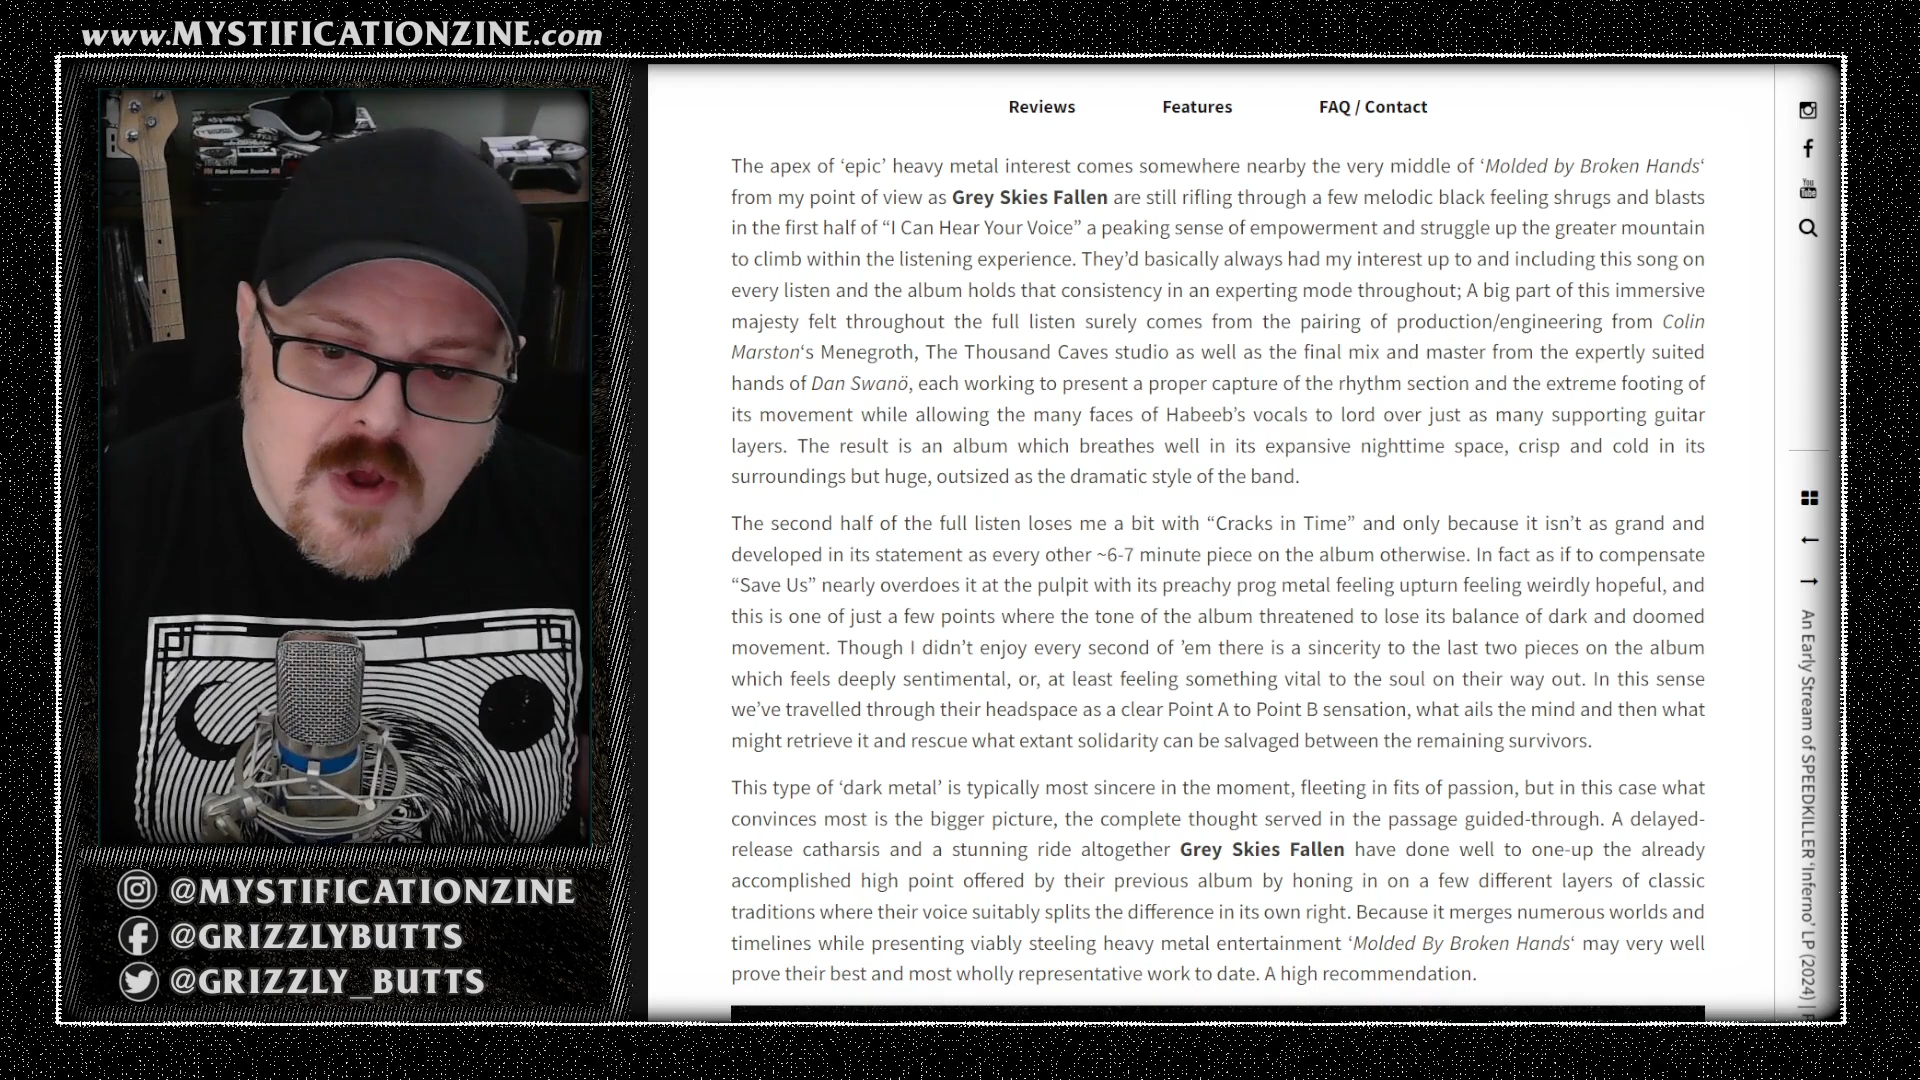 www.MYSTIFICATIONZINE.com
Reviews
Features
FAQ / Contact
The apex of ‘epic’ heavy metal interest comes somewhere nearby the very middle of ‘Molded by Broken Hands‘
from my point of view as Grey Skies Fallen are still rifling through a few melodic black feeling shrugs and blasts
in the first half of “I Can Hear Your Voice” a peaking sense of empowerment and struggle up the greater mountain
to climb within the listening experience. They’d basically always had my interest up to and including this song on
every listen and the album holds that consistency in an experting mode throughout; A big part of this immersive
majesty felt throughout the full listen surely comes from the pairing of production/engineering from Colin
Marston‘s Menegroth, The Thousand Caves studio as well as the final mix and master from the expertly suited
hands of Dan Swanö, each working to present a proper capture of the rhythm section and the extreme footing of
its movement while allowing the many faces of Habeeb’s vocals to lord over just as many supporting guitar
layers. The result is an album which breathes well in its expansive nighttime space, crisp and cold in its
surroundings but huge, outsized as the dramatic style of the band.
The second half of the full listen loses me a bit with “Cracks in Time” and only because it isn’t as grand and
developed in its statement as every other ~6-7 minute piece on the album otherwise. In fact as if to compensate
“Save Us” nearly overdoes it at the pulpit with its preachy prog metal feeling upturn feeling weirdly hopeful, and
this is one of just a few points where the tone of the album threatened to lose its balance of dark and doomed
movement. Though I didn’t enjoy every second of ’em there is a sincerity to the last two pieces on the album
which feels deeply sentimental, or, at least feeling something vital to the soul on their way out. In this sense
we’ve travelled through their headspace as a clear Point A to Point B sensation, what ails the mind and then what
might retrieve it and rescue what extant solidarity can be salvaged between the remaining survivors.
This type of ‘dark metal’ is typically most sincere in the moment, fleeting in fits of passion, but in this case what
convinces most is the bigger picture, the complete thought served in the passage guided-through. A delayed-
release catharsis and a stunning ride altogether Grey Skies Fallen have done well to one-up the already
accomplished high point offered by their previous album by honing in on a few different layers of classic
traditions where their voice suitably splits the difference in its own right. Because it merges numerous worlds and
timelines while presenting viably steeling heavy metal entertainment ‘Molded By Broken Hands‘ may very well
prove their best and most wholly representative work to date. A high recommendation.
You Tube
An Early Stream of SPEEDKILLER ‘Inferno’ LP (2024) |
@MYSTIFICATIONZINE
@GRIZZLYBUTTS
@GRIZZLY_BUTTS